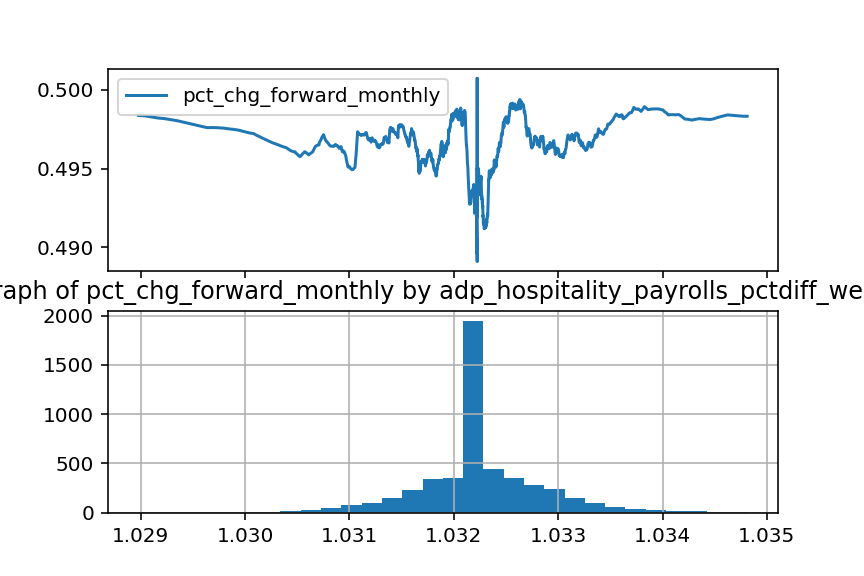 0.500
pct_chg_forward_monthly
0.495
0.490
raph of pct_chg_forward_monthly by adp_hospitality_payrolls_pctdiff_we
2000
1500
1000
500
0
1.029 1.030 1.031 1.032 1.033 1.034 1.035